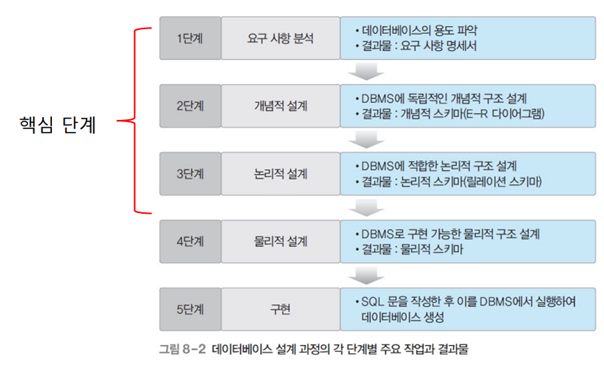 핵심 단계
1단계
요구 사항 분석
• 데이터베이스의 용도 파악
• 결과물 : 요구 사항 명세서
2단계
개념적 설계
• DBMS에 독립적인 개념적 구조 설계
• 결과물 : 개념적 스키마(E-R 다이어그램)
3단계
논리적 설계
• DBMS에 적합한 논리적 구조 설계
• 결과물 : 논리적 스키마(릴레이션 스키마)
4단계
물리적 설계
• DBMS로 구현 가능한 물리적 구조 설계
• 결과물 : 물리적 스키마
5단계
구현
• SQL 문을 작성한 후 이를 DBMS에서 실행하여
데이터베이스 생성
그림 8-2 데이터베이스 설계 과정의 각 단계별 주요 작업과 결과물